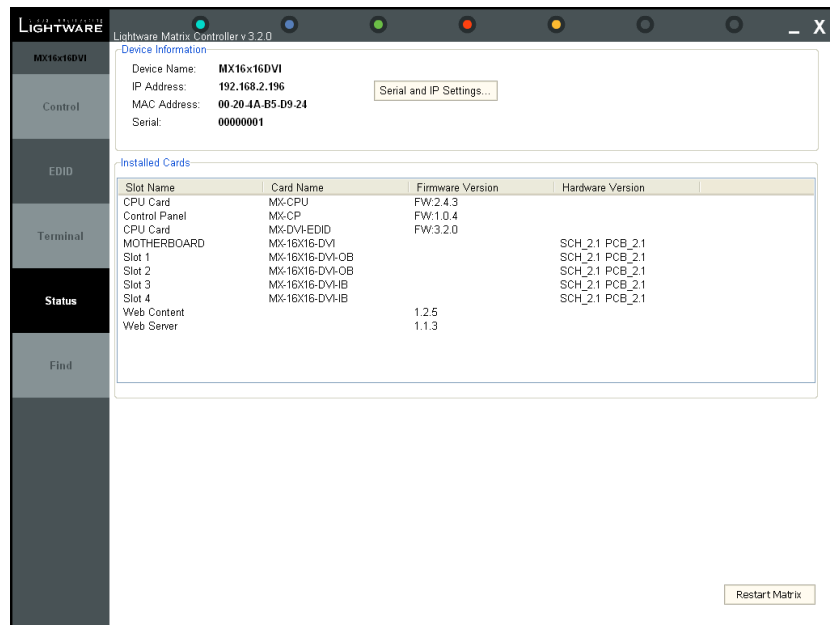 LIGHTWARE
Lightware Matrix Controller v 3.2.0
_ X
MX16x16DVI
Control
EDID
Terminal
Status
Find
Device Information
Device Name: MX16x16DVI
IP Address: 192.168.2.196
MAC Address: 00-20-4A-B5-D9-24
Serial: 00000001
Serial and IP Settings...
Installed Cards
Slot Name Card Name Firmware Version Hardware Version
CPU Card MX-CPU FW:2.4.3
Control Panel MX-CP FW:1.0.4
CPU Card MX-DVI-EDID FW:3.2.0
MOTHERBOARD MX-16X16-DVI SCH_2.1 PCB_2.1
Slot 1 MX-16X16-DVI-OB SCH_2.1 PCB_2.1
Slot 2 MX-16X16-DVI-OB SCH_2.1 PCB_2.1
Slot 3 MX-16X16-DVI-IB SCH_2.1 PCB_2.1
Slot 4 MX-16X16-DVI-IB SCH_2.1 PCB_2.1
Web Content 1.2.5
Web Server 1.1.3
Restart Matrix